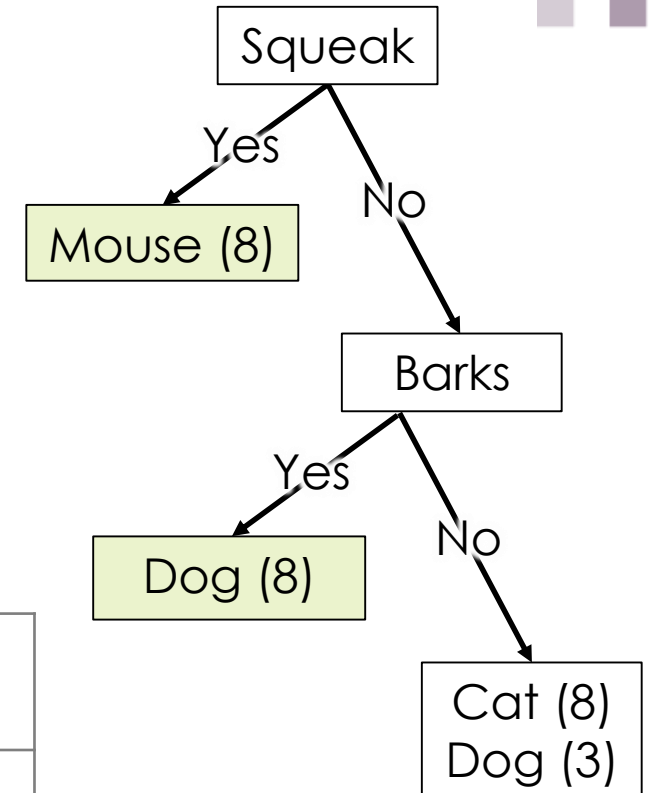 Squeak
Yes
No
Mouse (8)
Barks
Yes
No
Dog (8)
Cat (8)
Dog (3)